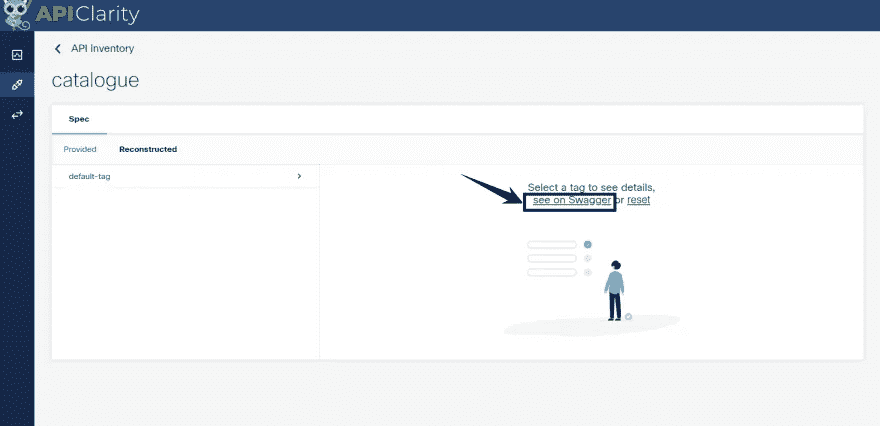 APIClarity
API Inventory
catalogue
Spec
Provided Reconstructed
default-tag
Select a tag to see details,
see on Swagger or reset